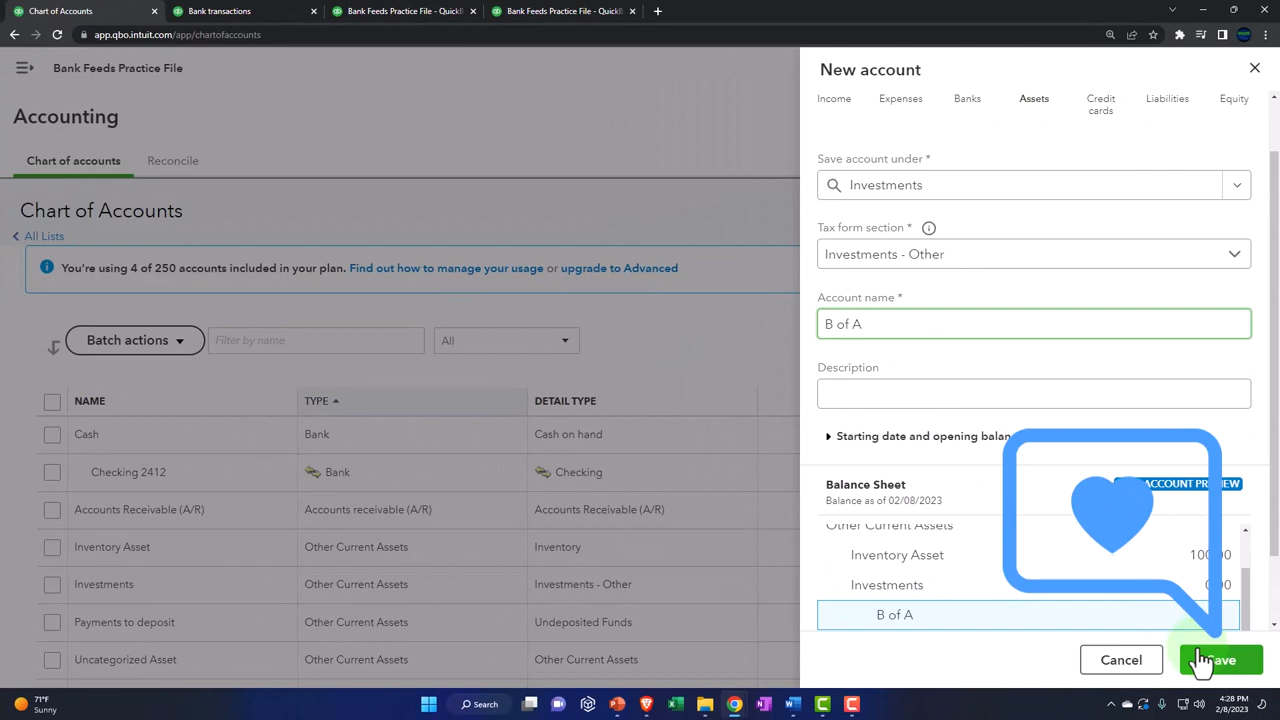 Chart of Accounts
Bank transactions
Bank Feeds Practice File - QuickB
Bank Feeds Practice File - QuickB
app.qbo.intuit.com/app/chartofaccounts
Bank Feeds Practice File
Accounting
Chart of accounts
Reconcile
Chart of Accounts
All Lists
You're using 4 of 250 accounts included in your plan. Find out how to manage your usage or upgrade to Advanced
Batch actions
Filter by name
All
NAME
TYPE
DETAIL TYPE
Cash
Bank
Cash on hand
Checking 2412
Bank
Checking
Accounts Receivable (A/R)
Accounts receivable (A/R)
Accounts Receivable (A/R)
Inventory Asset
Other Current Assets
Inventory
Investments
Other Current Assets
Investments - Other
Payments to deposit
Other Current Assets
Undeposited Funds
Uncategorized Asset
Other Current Assets
Other Current Assets
New account
Income
Expenses
Banks
Assets
Credit
cards
Liabilities
Equity
Save account under *
Investments
Tax form section *
Investments - Other
Account name *
B of A
Description
Starting date and opening balan
Balance Sheet
ACCOUNT PREVIEW
Balance as of 02/08/2023
Other Current Assets
Inventory Asset
Investments
B of A
Cancel
71°F
Sunny
Search
4:28 PM
2/8/2023